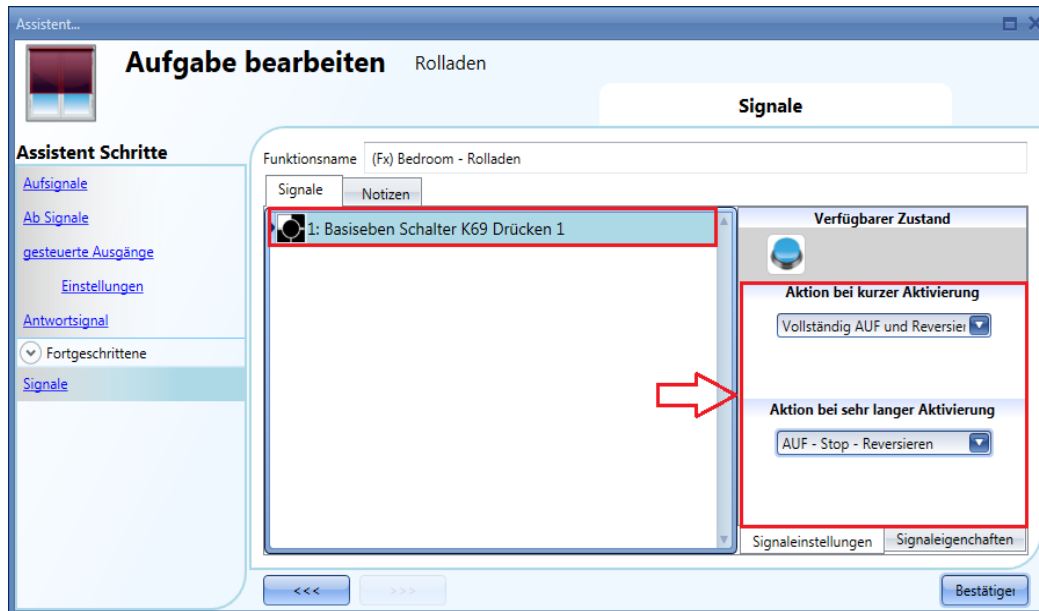 Assistent...
Aufgabe bearbeiten Rolladen
Signale
Assistent Schritte
Aufsignale
Ab Signale
gesteuerte Ausgänge
Einstellungen
Antwortsignal
Fortgeschrittene
Signale
Funktionsname (Fx) Bedroom - Rolladen
Signale Notizen
1: Basiseben Schalter K69 Drücken 1
Verfügbarer Zustand
Aktion bei kurzer Aktivierung
Vollständig AUF und Reversier
Aktion bei sehr langer Aktivierung
AUF - Stop - Reversieren
Signaleinstellungen Signaleigenchaften
<<< >>> Bestätiger